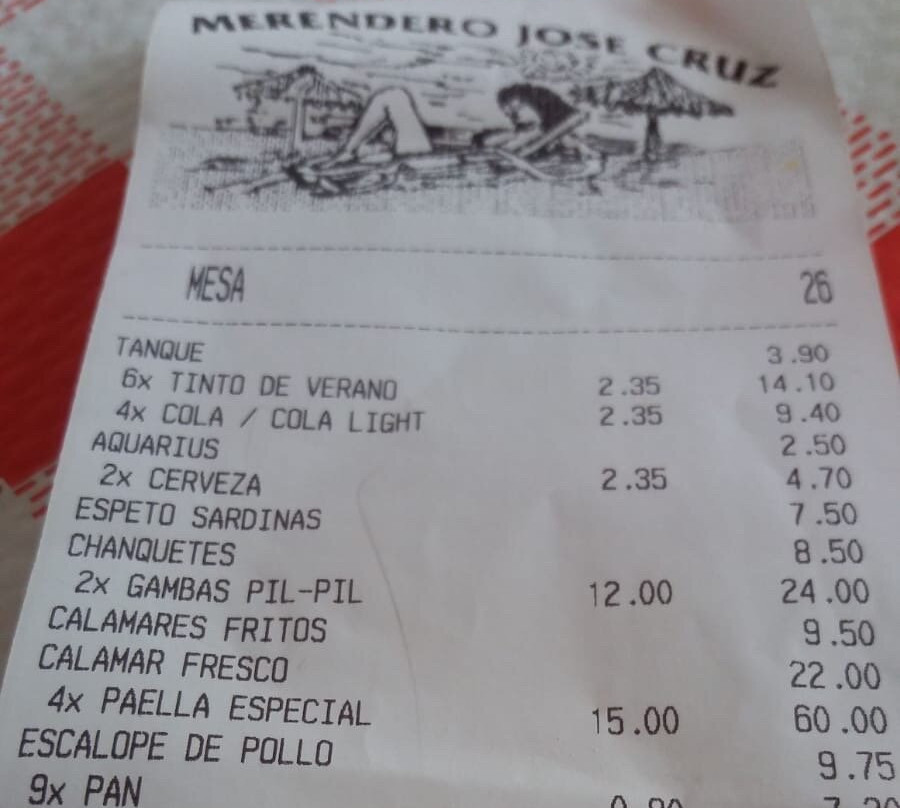 MERENDERO JOSE CRUZ
MESA 26
TANQUE 3.90
6x TINTO DE VERANO 2.35 14.10
4x COLA / COLA LIGHT 2.35 9.40
AQUARIUS 2.50
2x CERVEZA 2.35 4.70
ESPETO SARDINAS 7.50
CHANQUETES 8.50
2x GAMBAS PIL-PIL 12.00 24.00
CALAMARES FRITOS 9.50
CALAMAR FRESCO 22.00
4x PAELLA ESPECIAL 15.00 60.00
ESCALOPE DE POLLO 9.75
9x PAN